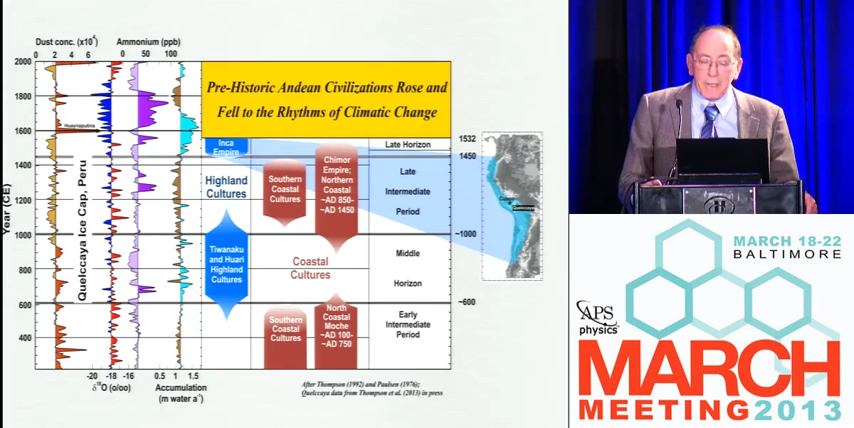 Dust conc. (x10⁴)
Ammonium (ppb)
0 2 4 6
0 50 100
2000
1800
1600
1400
1200
1000
800
600
400
Year (CE)
Quelccaya Ice Cap, Peru
Huaynaputina
-20 -18 -16
0.5 1 1.5
δ¹⁸O (o/oo)
Accumulation
(m water a⁻¹)
Pre-Historic Andean Civilizations Rose and
Fell to the Rhythms of Climatic Change
Inca
Empire
Highland
Cultures
Tiwanaku
and Huari
Highland
Cultures
Southern
Coastal
Cultures
Chimor
Empire;
Northern
Coastal
~AD 850-
~AD 1450
Coastal
Cultures
Southern
Coastal
Cultures
North
Coastal
Moche
~AD 100-
~AD 750
Late Horizon
Late
Intermediate
Period
Middle
Horizon
Early
Intermediate
Period
1532
1450
~1000
~600
After Thompson (1992) and Paulsen (1976);
Quelccaya data from Thompson et al. (2013) in press
MARCH 18-22
BALTIMORE
APS
physics
MARCH
MEETING 2013